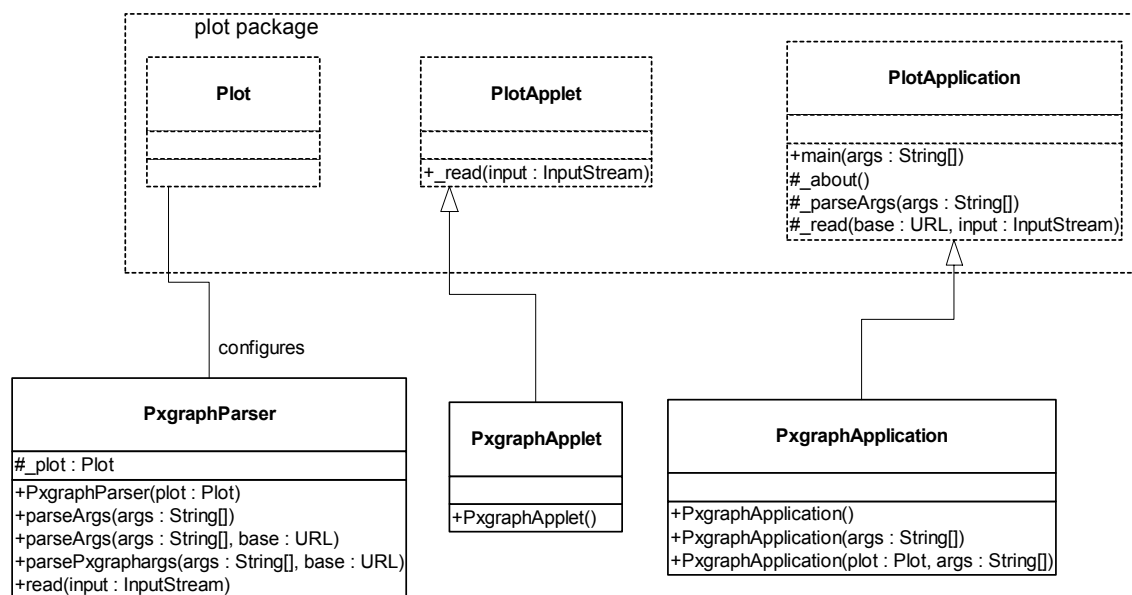 plot package
Plot
PlotApplet
+_read(input : InputStream)
PlotApplication
+main(args : String[])
#_about()
#_parseArgs(args : String[])
#_read(base : URL, input : InputStream)
configures
PxgraphParser
#_plot : Plot
+PxgraphParser(plot : Plot)
+parseArgs(args : String[])
+parseArgs(args : String[], base : URL)
+parsePxgraphargs(args : String[], base : URL)
+read(input : InputStream)
PxgraphApplet
+PxgraphApplet()
PxgraphApplication
+PxgraphApplication()
+PxgraphApplication(args : String[])
+PxgraphApplication(plot : Plot, args : String[])